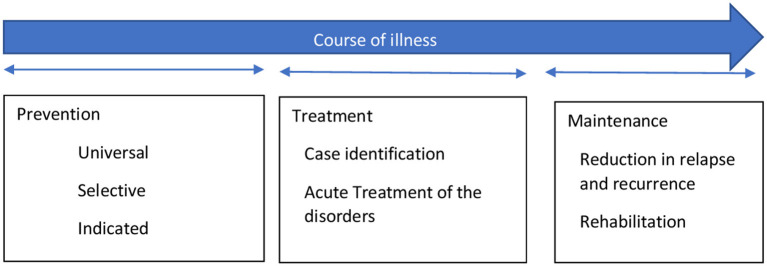 Course of illness
Prevention
Universal
Selective
Indicated
Treatment
Case identification
Acute Treatment of the
disorders
Maintenance
Reduction in relapse
and recurrence
Rehabilitation